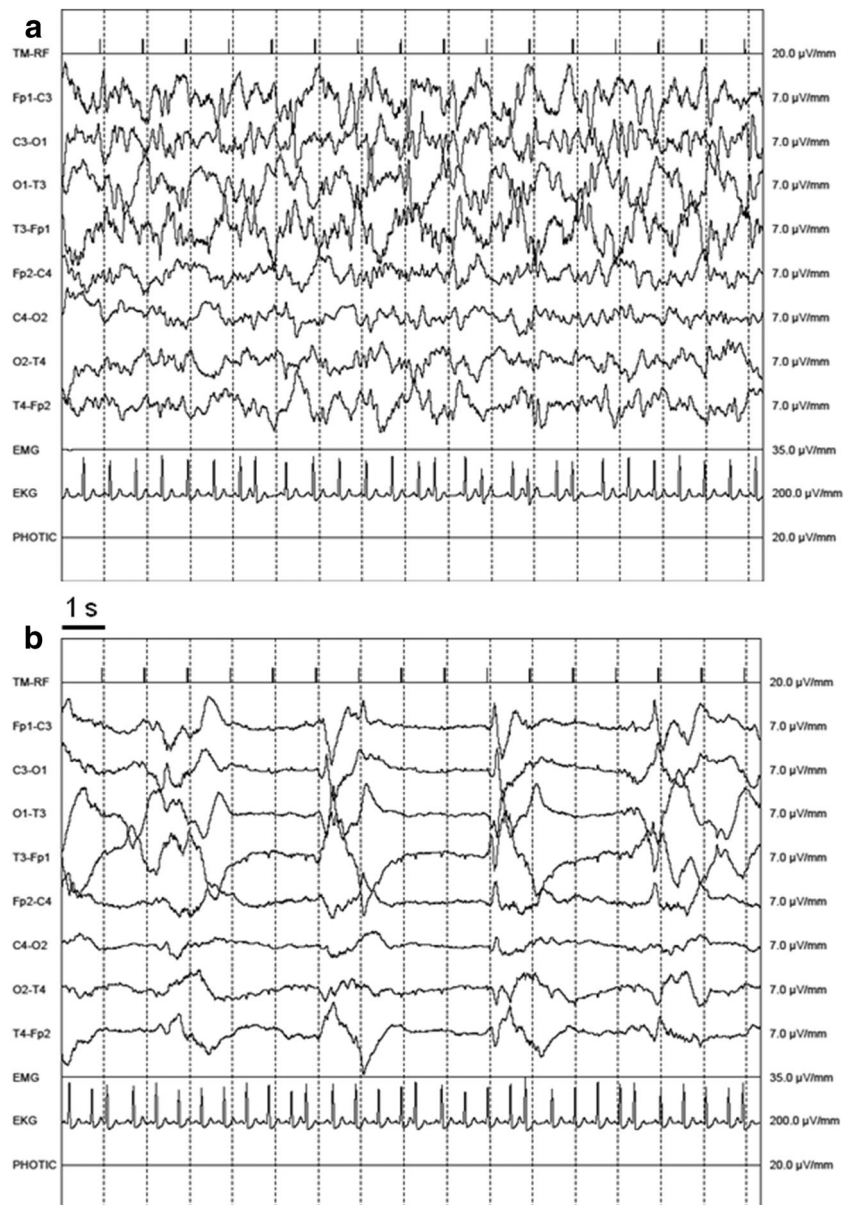 a
TM-RF 20.0 µV/mm
Fp1-C3 7.0 µV/mm
C3-O1 7.0 µV/mm
O1-T3 7.0 µV/mm
T3-Fp1 7.0 µV/mm
Fp2-C4 7.0 µV/mm
C4-O2 7.0 µV/mm
O2-T4 7.0 µV/mm
T4-Fp2 7.0 µV/mm
EMG 35.0 µV/mm
EKG 200.0 µV/mm
PHOTIC 20.0 µV/mm
1 s
b
TM-RF 20.0 µV/mm
Fp1-C3 7.0 µV/mm
C3-O1 7.0 µV/mm
O1-T3 7.0 µV/mm
T3-Fp1 7.0 µV/mm
Fp2-C4 7.0 µV/mm
C4-O2 7.0 µV/mm
O2-T4 7.0 µV/mm
T4-Fp2 7.0 µV/mm
EMG 35.0 µV/mm
EKG 200.0 µV/mm
PHOTIC 20.0 µV/mm